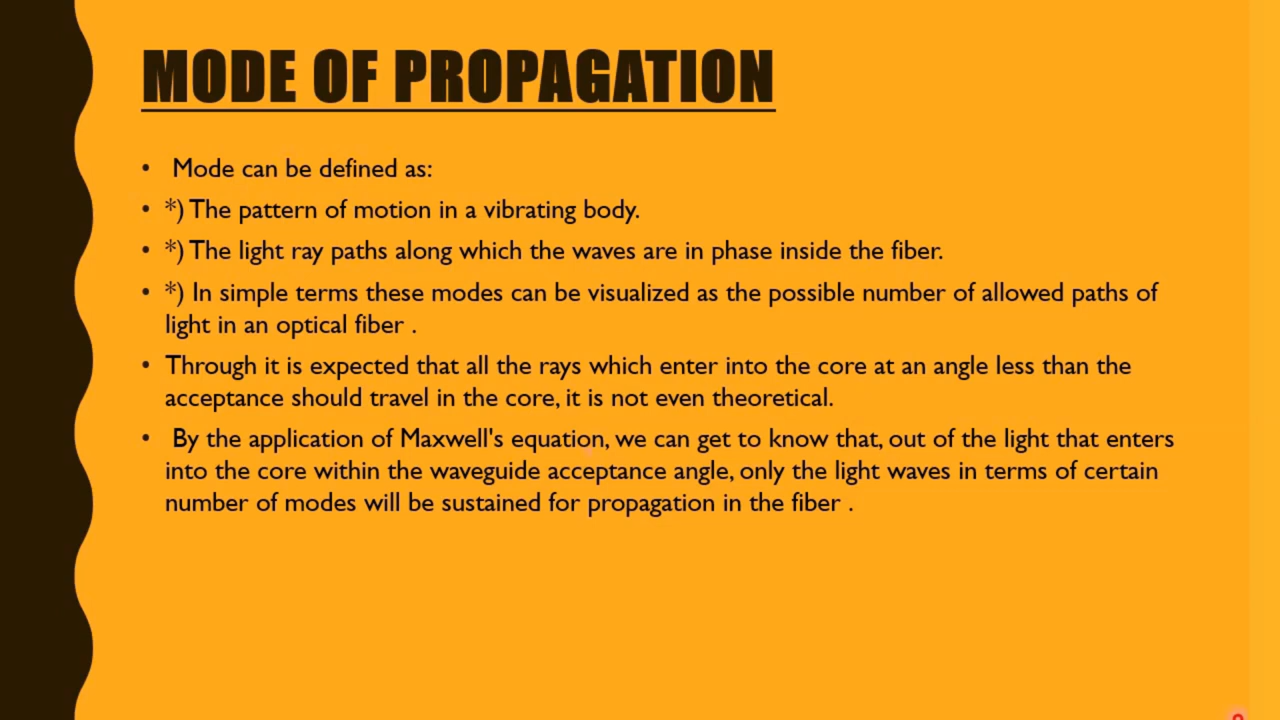 MODE OF PROPAGATION
• Mode can be defined as:
• *) The pattern of motion in a vibrating body.
• *) The light ray paths along which the waves are in phase inside the fiber.
• *) In simple terms these modes can be visualized as the possible number of allowed paths of
light in an optical fiber .
• Through it is expected that all the rays which enter into the core at an angle less than the
acceptance should travel in the core, it is not even theoretical.
• By the application of Maxwell's equation, we can get to know that, out of the light that enters
into the core within the waveguide acceptance angle, only the light waves in terms of certain
number of modes will be sustained for propagation in the fiber .